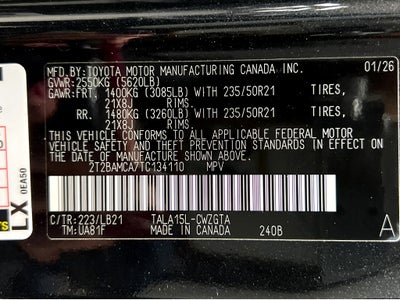 MFD. BY: TOYOTA MOTOR MANUFACTURING CANADA INC. 01/26
GVWR: 2550KG (5620LB)
GAWR:FRT. 1400KG (3085LB) WITH 235/50R21 TIRES,
21X8J RIMS.
RR. 1480KG (3260LB) WITH 235/50R21 TIRES,
21X8J RIMS.
THIS VEHICLE CONFORMS TO ALL APPLICABLE FEDERAL MOTOR
VEHICLE SAFETY AND THEFT PREVENTION STANDARDS IN EFFECT
ON THE DATE OF MANUFACTURE SHOWN ABOVE.
2T2BAMCA7TC134110 MPV
C/TR: 223/LB21 TALA15L-CWZGTA
TM: UA81F MADE IN CANADA 240B
A
LX
0EA50